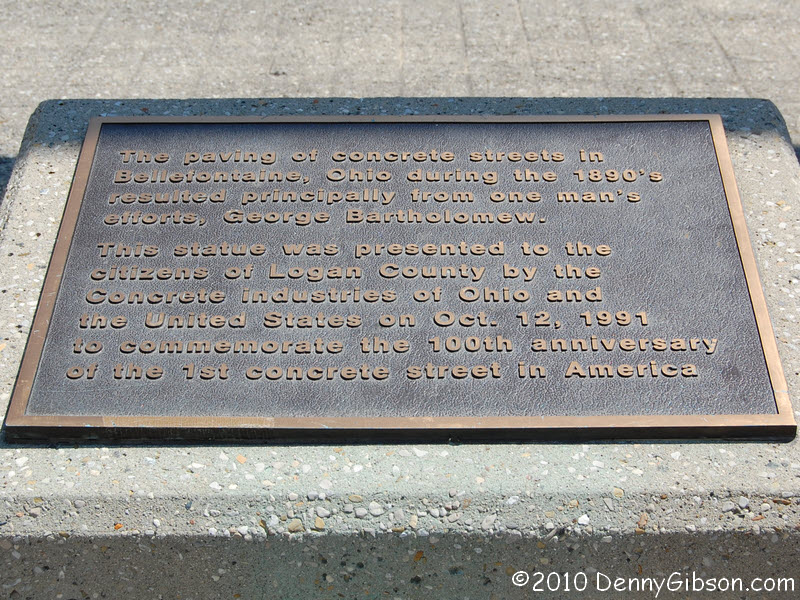 The paving of concrete streets in
Bellefontaine, Ohio during the 1890's
resulted principally from one man's
efforts, George Bartholomew.
This statue was presented to the
citizens of Logan County by the
Concrete industries of Ohio and
the United States on Oct. 12, 1991
to commemorate the 100th anniversary
of the 1st concrete street in America
©2010 DennyGibson.com